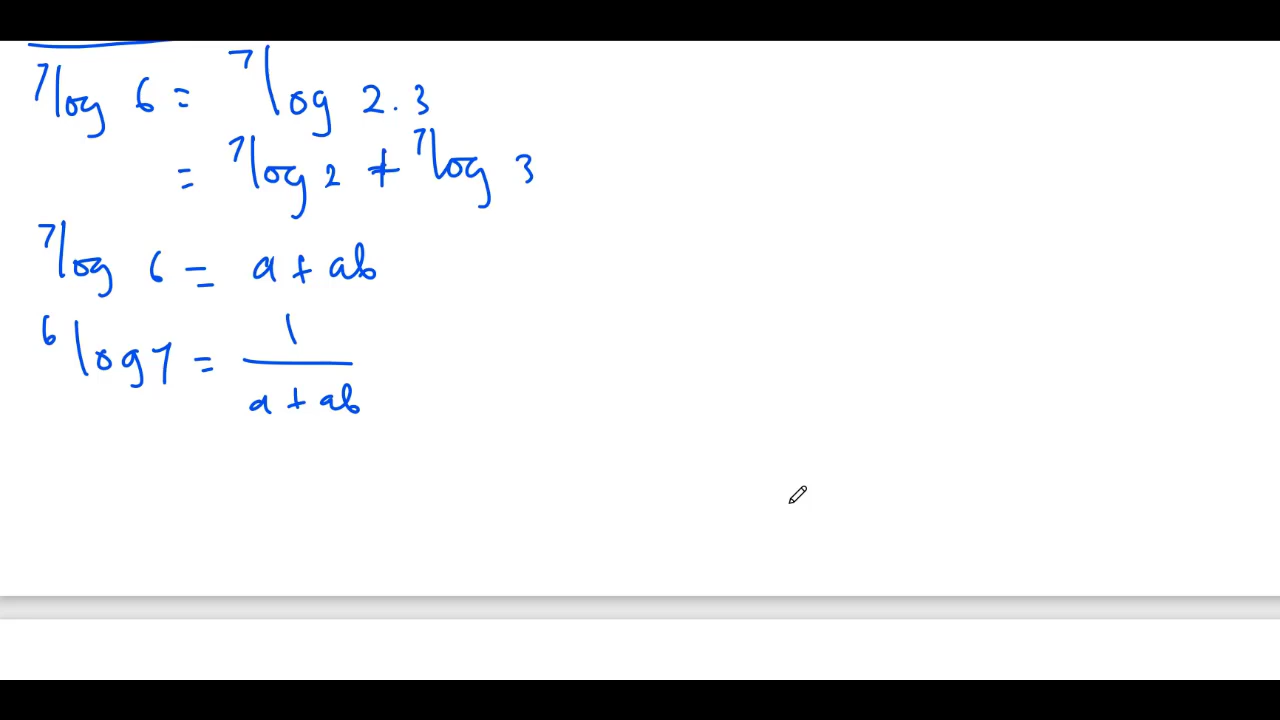 ⁷log 6 = ⁷log 2.3
= ⁷log 2 + ⁷log 3
⁷log 6 = a + ab
⁶log 7 = 1/(a + ab)